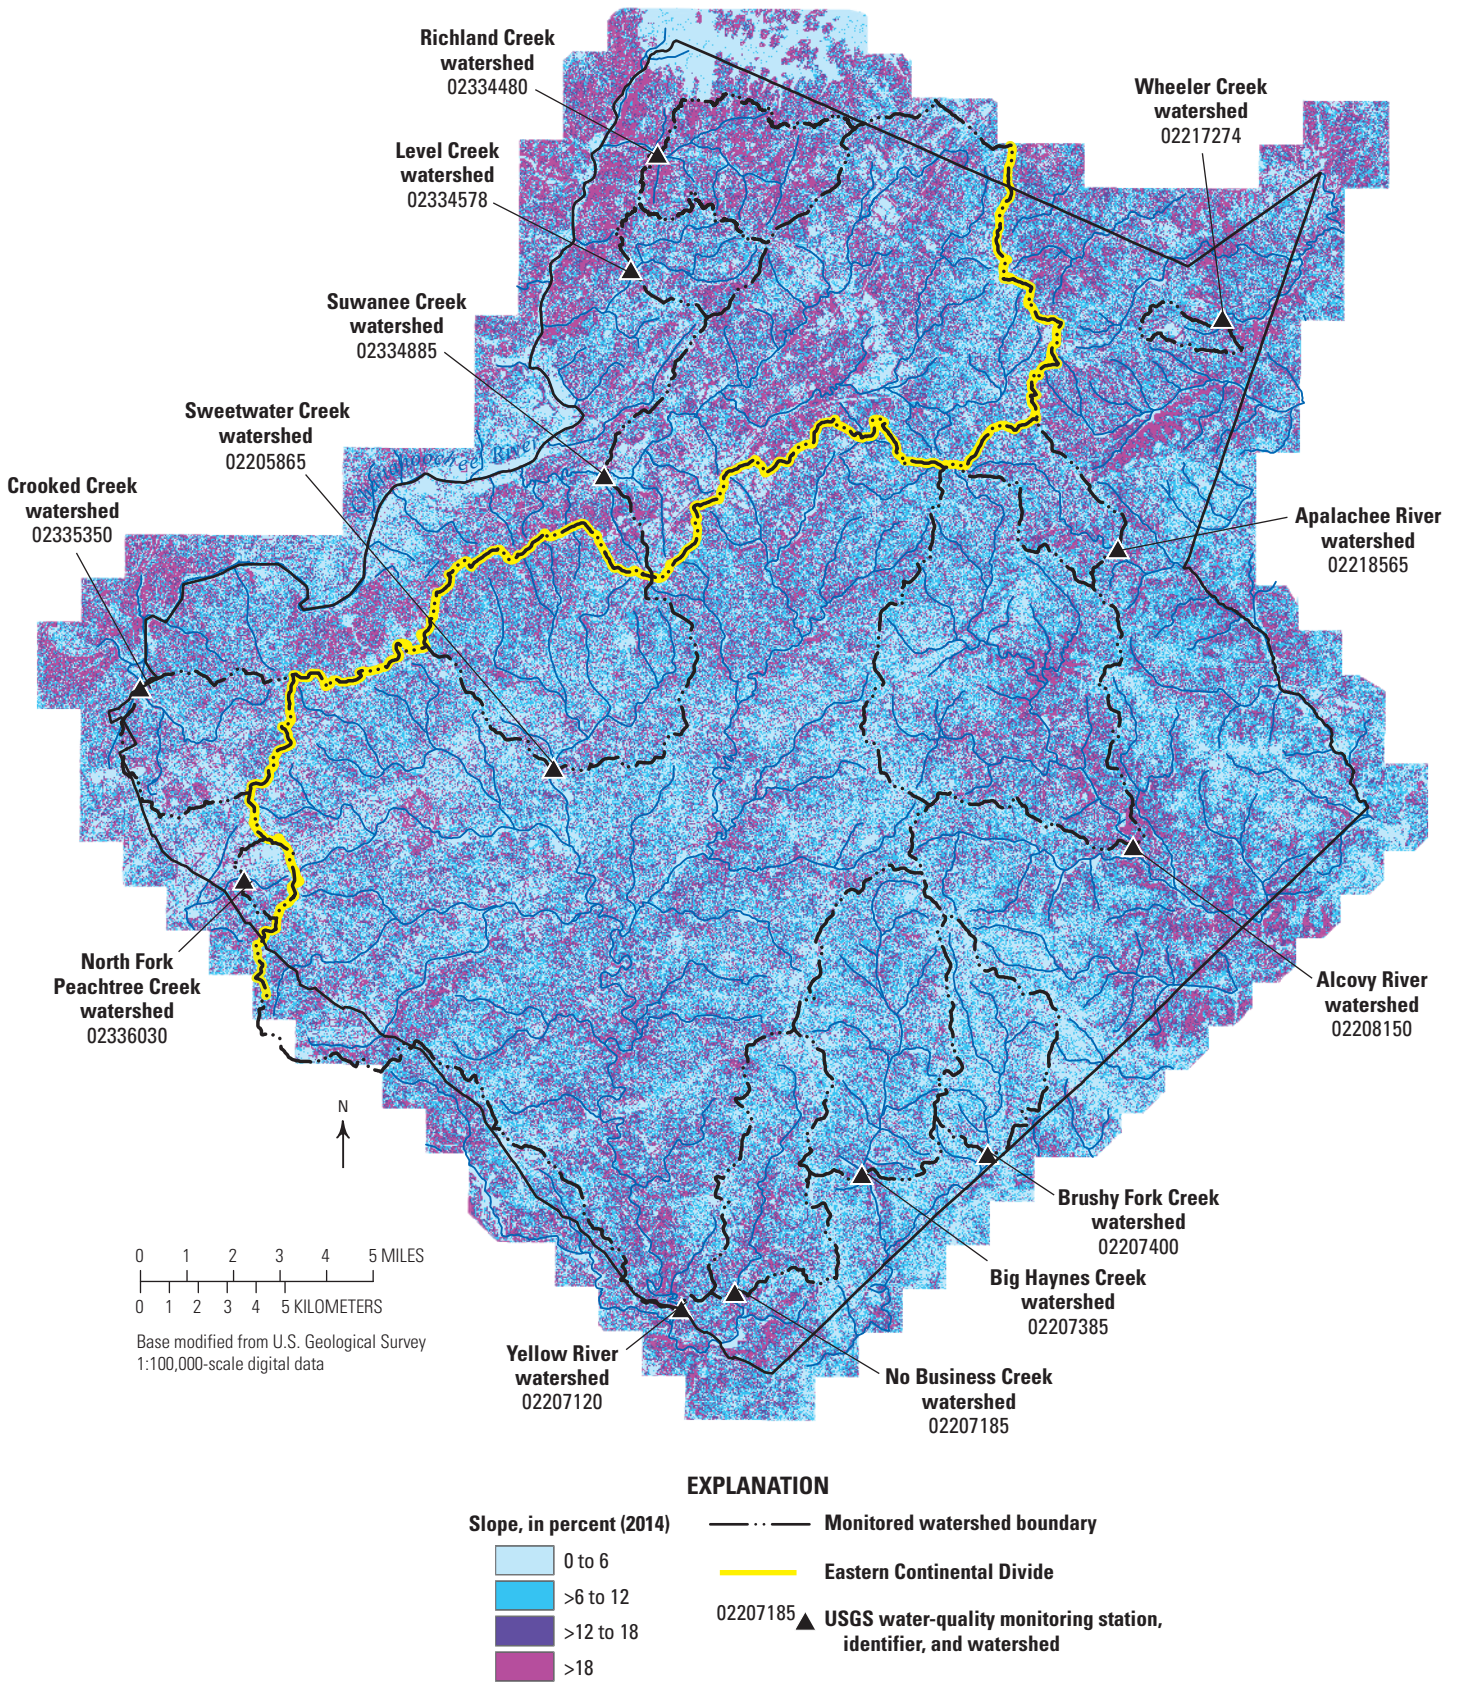 Richland Creek
watershed
02334480
Wheeler Creek
watershed
02217274
Level Creek
watershed
02334578
Suwanee Creek
watershed
02334885
Sweetwater Creek
watershed
02205865
Chattahoochee River
Crooked Creek
watershed
02335350
Apalachee River
watershed
02218565
North Fork
Peachtree Creek
watershed
02336030
Alcovy River
watershed
02208150
N
Brushy Fork Creek
watershed
02207400
0 1 2 3 4 5 MILES
0 1 2 3 4 5 KILOMETERS
Big Haynes Creek
watershed
02207385
Base modified from U.S. Geological Survey
1:100,000-scale digital data
Yellow River
watershed
02207120
No Business Creek
watershed
02207185
EXPLANATION
Slope, in percent (2014)
0 to 6
>6 to 12
>12 to 18
>18
Monitored watershed boundary
Eastern Continental Divide
02207185 USGS water-quality monitoring station,
identifier, and watershed